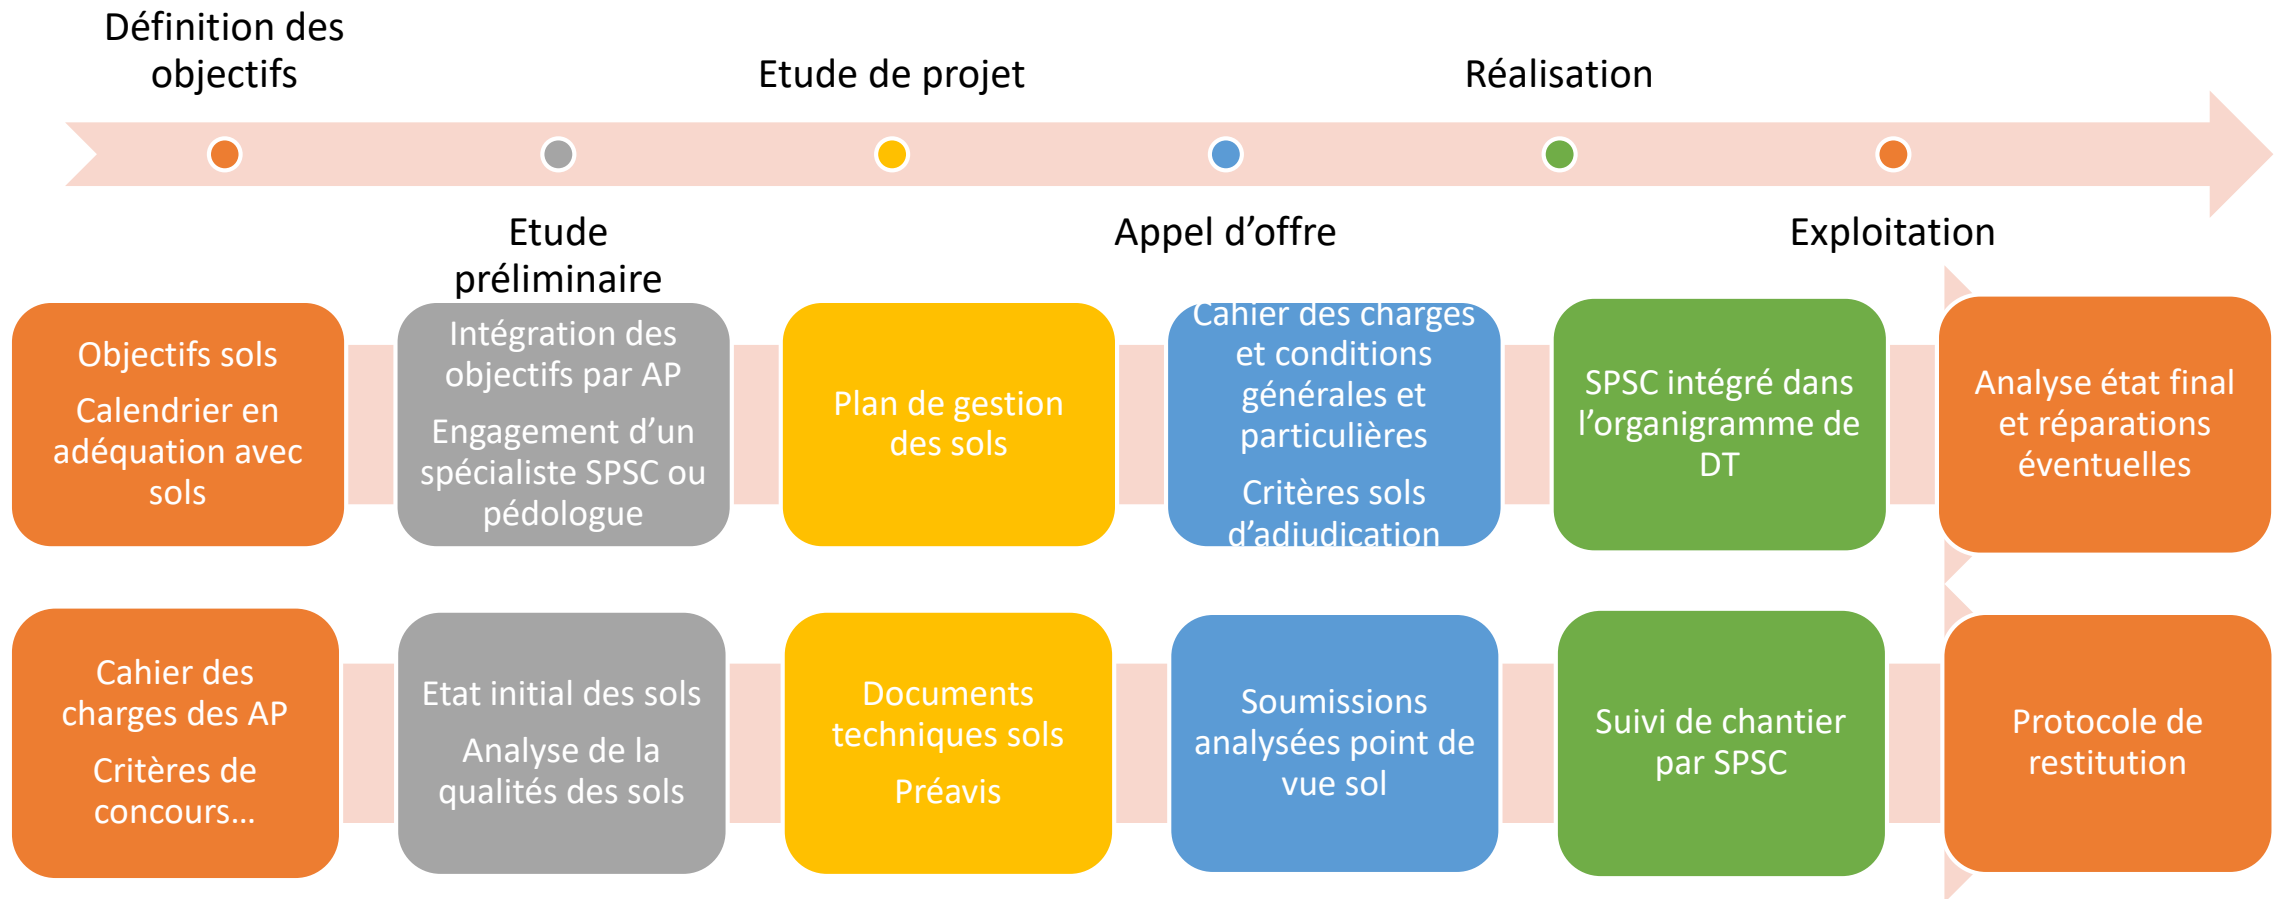 Définition des
objectifs
Etude de projet
Réalisation
Etude
préliminaire
Appel d’offre
Exploitation
Objectifs sols
Calendrier en
adéquation avec
sols
Intégration des
objectifs par AP
Engagement d’un
spécialiste SPSC ou
pédologue
Plan de gestion
des sols
Cahier des charges
et conditions
générales et
particulières
Critères sols
d’adjudication
SPSC intégré dans
l’organigramme de
DT
Analyse état final
et réparations
éventuelles
Cahier des
charges des AP
Critères de
concours...
Etat initial des sols
Analyse de la
qualités des sols
Documents
techniques sols
Préavis
Soumissions
analysées point de
vue sol
Suivi de chantier
par SPSC
Protocole de
restitution